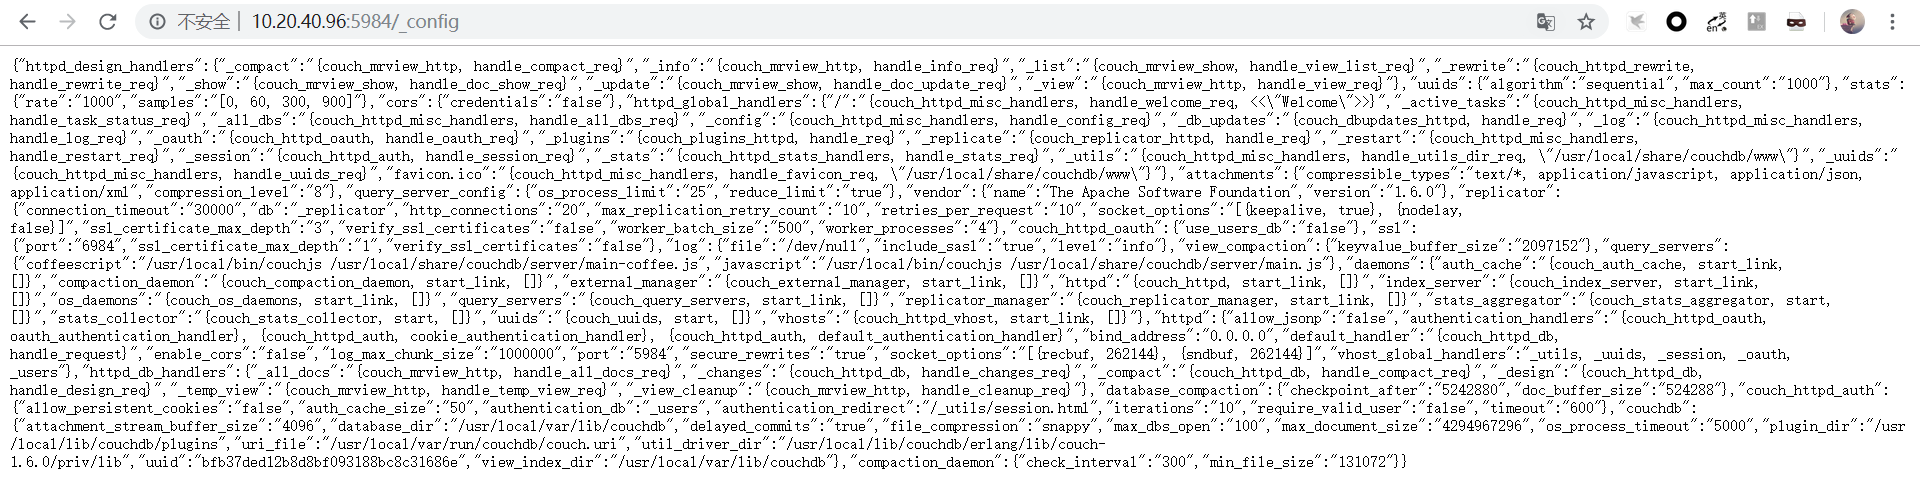 不安全 | 10.20.40.96:5984/_config
{"httpd_design_handlers":{"_compact":"{couch_mrview_http, handle_compact_req}","_info":"{couch_mrview_http, handle_info_req}","_list":"{couch_mrview_show, handle_view_list_req}","_rewrite":"{couch_httpd_rewrite,
handle_rewrite_req}","_show":"{couch_mrview_show, handle_doc_show_req}","_update":"{couch_mrview_show, handle_doc_update_req}","_view":"{couch_mrview_http, handle_view_req}"},"uuids":{"algorithm":"sequential","max_count":"1000"},"stats":
{"rate":"1000","samples":"[0, 60, 300, 900]"},"cors":{"credentials":"false"},"httpd_global_handlers":{"/":"{couch_httpd_misc_handlers, handle_welcome_req, <<\"Welcome\">>}","_active_tasks":"{couch_httpd_misc_handlers,
handle_task_status_req}","_all_dbs":"{couch_httpd_misc_handlers, handle_all_dbs_req}","_config":"{couch_httpd_misc_handlers, handle_config_req}","_db_updates":"{couch_dbupdates_httpd, handle_req}","_log":"{couch_httpd_misc_handlers,
handle_log_req}","_oauth":"{couch_httpd_oauth, handle_oauth_req}","_plugins":"{couch_plugins_httpd, handle_req}","_replicate":"{couch_replicator_httpd, handle_req}","_restart":"{couch_httpd_misc_handlers,
handle_restart_req}","_session":"{couch_httpd_auth, handle_session_req}","_stats":"{couch_httpd_stats_handlers, handle_stats_req}","_utils":"{couch_httpd_misc_handlers, handle_utils_dir_req, \"/usr/local/share/couchdb/www\"}","_uuids":"
{couch_httpd_misc_handlers, handle_uuids_req}","favicon.ico":"{couch_httpd_misc_handlers, handle_favicon_req, \"/usr/local/share/couchdb/www\"}"},"attachments":{"compressible_types":"text/*, application/javascript, application/json,
application/xml","compression_level":"8"},"query_server_config":{"os_process_limit":"25","reduce_limit":"true"},"vendor":{"name":"The Apache Software Foundation","version":"1.6.0"},"replicator":
{"connection_timeout":"30000","db":"_replicator","http_connections":"20","max_replication_retry_count":"10","retries_per_request":"10","socket_options":"[{keepalive, true}, {nodelay,
false}]","ssl_certificate_max_depth":"3","verify_ssl_certificates":"false","worker_batch_size":"500","worker_processes":"4"},"couch_httpd_oauth":{"use_users_db":"false"},"ssl":
{"port":"6984","ssl_certificate_max_depth":"1","verify_ssl_certificates":"false"},"log":{"file":"/dev/null","include_sasl":"true","level":"info"},"view_compaction":{"keyvalue_buffer_size":"2097152"},"query_servers":
{"coffeescript":"/usr/local/bin/couchjs /usr/local/share/couchdb/server/main-coffee.js","javascript":"/usr/local/bin/couchjs /usr/local/share/couchdb/server/main.js"},"daemons":{"auth_cache":"{couch_auth_cache, start_link,
[]}","compaction_daemon":"{couch_compaction_daemon, start_link, []}","external_manager":"{couch_external_manager, start_link, []}","httpd":"{couch_httpd, start_link, []}","index_server":"{couch_index_server, start_link,
[]}","os_daemons":"{couch_os_daemons, start_link, []}","query_servers":"{couch_query_servers, start_link, []}","replicator_manager":"{couch_replicator_manager, start_link, []}","stats_aggregator":"{couch_stats_aggregator, start,
[]}","stats_collector":"{couch_stats_collector, start, []}","uuids":"{couch_uuids, start, []}","vhosts":"{couch_httpd_vhost, start_link, []}"},"httpd":{"allow_jsonp":"false","authentication_handlers":"{couch_httpd_oauth,
oauth_authentication_handler}, {couch_httpd_auth, cookie_authentication_handler}, {couch_httpd_auth, default_authentication_handler}","bind_address":"0.0.0.0","default_handler":"{couch_httpd_db,
handle_request}","enable_cors":"false","log_max_chunk_size":"1000000","port":"5984","secure_rewrites":"true","socket_options":"[{recbuf, 262144}, {sndbuf, 262144}]","vhost_global_handlers":"_utils, _uuids, _session, _oauth,
_users"},"httpd_db_handlers":{"_all_docs":"{couch_mrview_http, handle_all_docs_req}","_changes":"{couch_httpd_db, handle_changes_req}","_compact":"{couch_httpd_db, handle_compact_req}","_design":"{couch_httpd_db,
handle_design_req}","_temp_view":"{couch_mrview_http, handle_temp_view_req}","_view_cleanup":"{couch_mrview_http, handle_cleanup_req}"},"database_compaction":{"checkpoint_after":"5242880","doc_buffer_size":"524288"},"couch_httpd_auth":
{"allow_persistent_cookies":"false","auth_cache_size":"50","authentication_db":"_users","authentication_redirect":"/_utils/session.html","iterations":"10","require_valid_user":"false","timeout":"600"},"couchdb":
{"attachment_stream_buffer_size":"4096","database_dir":"/usr/local/var/lib/couchdb","delayed_commits":"true","file_compression":"snappy","max_dbs_open":"100","max_document_size":"4294967296","os_process_timeout":"5000","plugin_dir":"/usr
/local/lib/couchdb/plugins","uri_file":"/usr/local/var/run/couchdb/couch.uri","util_driver_dir":"/usr/local/lib/couchdb/erlang/lib/couch-
1.6.0/priv/lib","uuid":"bfb37ded12b8d8bf093188bc8c31686e","view_index_dir":"/usr/local/var/lib/couchdb"},"compaction_daemon":{"check_interval":"300","min_file_size":"131072"}}